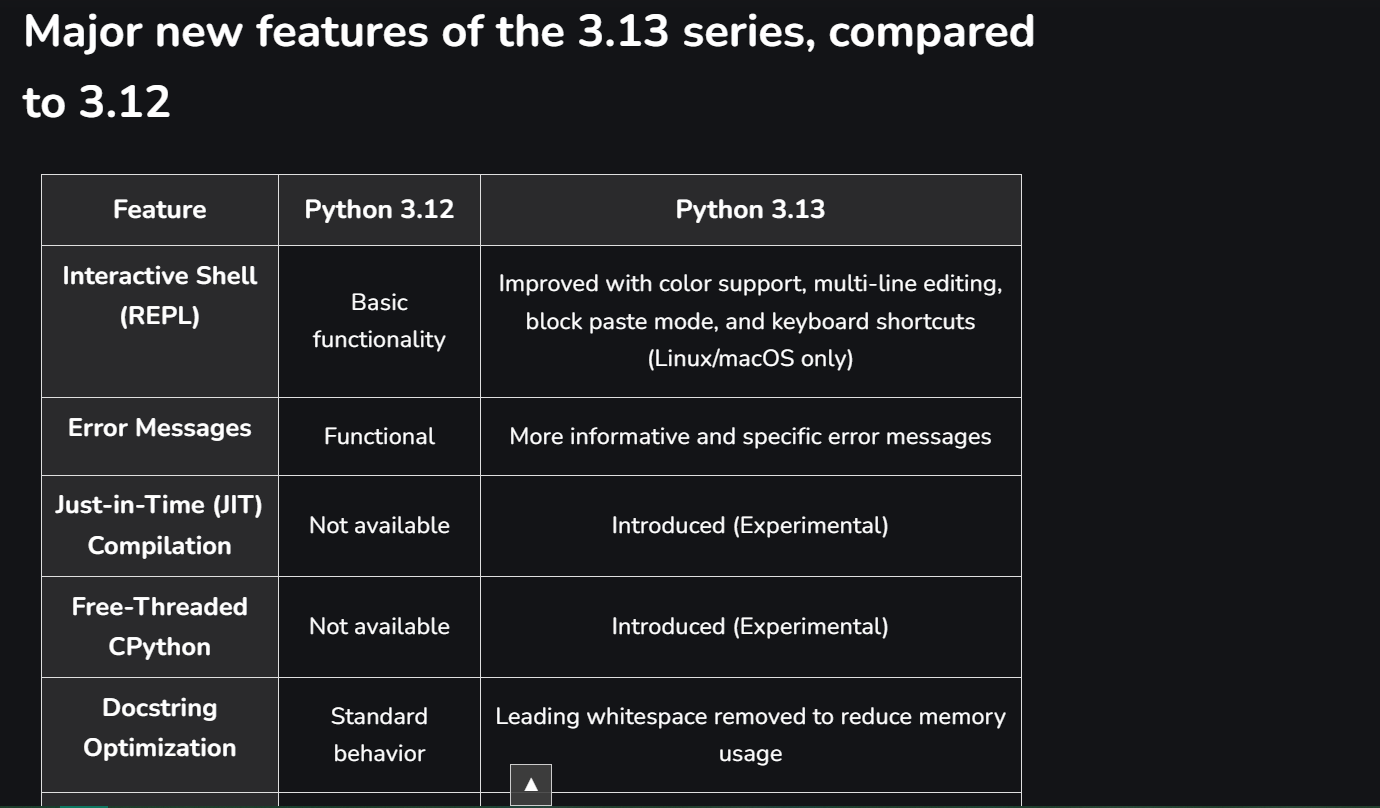 Major new features of the 3.13 series, compared
to 3.12
Feature
Python 3.12
Python 3.13
Interactive Shell
(REPL)
Basic
functionality
Improved with color support, multi-line editing,
block paste mode, and keyboard shortcuts
(Linux/macOS only)
Error Messages
Functional
More informative and specific error messages
Just-in-Time (JIT)
Compilation
Not available
Introduced (Experimental)
Free-Threaded
CPython
Not available
Introduced (Experimental)
Docstring
Optimization
Standard
behavior
Leading whitespace removed to reduce memory
usage